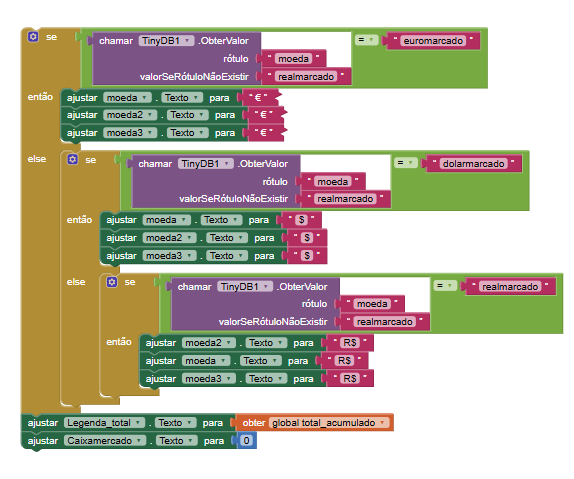 se chamar TinyDB1 .ObterValor = " euromarcado "
rótulo " moeda "
valorSeRótuloNãoExistir " realmarcado "
então ajustar moeda . Texto para " € "
ajustar moeda2 . Texto para " € "
ajustar moeda3 . Texto para " € "
else se chamar TinyDB1 .ObterValor = " dolarmarcado "
rótulo " moeda "
valorSeRótuloNãoExistir " realmarcado "
então ajustar moeda . Texto para " $ "
ajustar moeda2 . Texto para " $ "
ajustar moeda3 . Texto para " $ "
else se chamar TinyDB1 .ObterValor = " realmarcado "
rótulo " moeda "
valorSeRótuloNãoExistir " realmarcado "
então ajustar moeda2 . Texto para " R$ "
ajustar moeda . Texto para " R$ "
ajustar moeda3 . Texto para " R$ "
ajustar Legenda_total . Texto para obter global total_acumulado
ajustar Caixamercado . Texto para 0